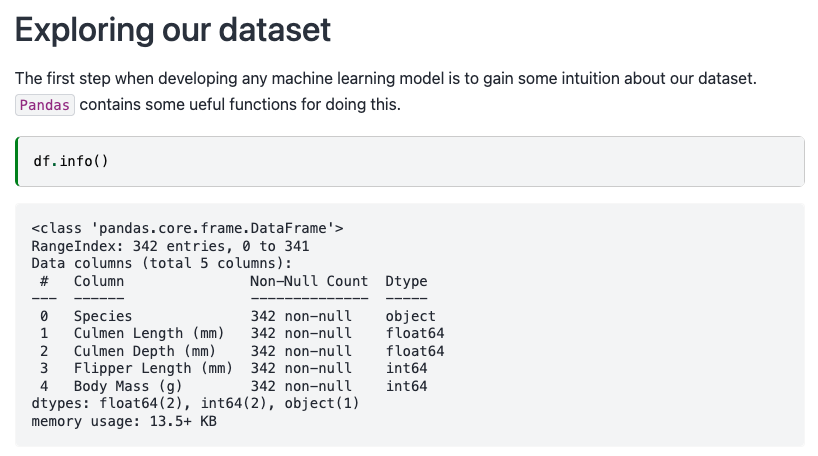 Exploring our dataset
The first step when developing any machine learning model is to gain some intuition about our dataset.
Pandas contains some ueful functions for doing this.
df.info()
<class 'pandas.core.frame.DataFrame'>
RangeIndex: 342 entries, 0 to 341
Data columns (total 5 columns):
 #   Column               Non-Null Count  Dtype
---  ------               --------------  -----
 0   Species              342 non-null    object
 1   Culmen Length (mm)   342 non-null    float64
 2   Culmen Depth (mm)    342 non-null    float64
 3   Flipper Length (mm)  342 non-null    int64
 4   Body Mass (g)        342 non-null    int64
dtypes: float64(2), int64(2), object(1)
memory usage: 13.5+ KB